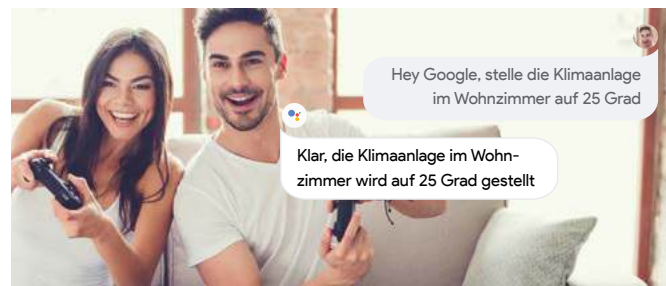 Hey Google, stelle die Klimaanlage
im Wohnzimmer auf 25 Grad
Klar, die Klimaanlage im Wohn-
zimmer wird auf 25 Grad gestellt